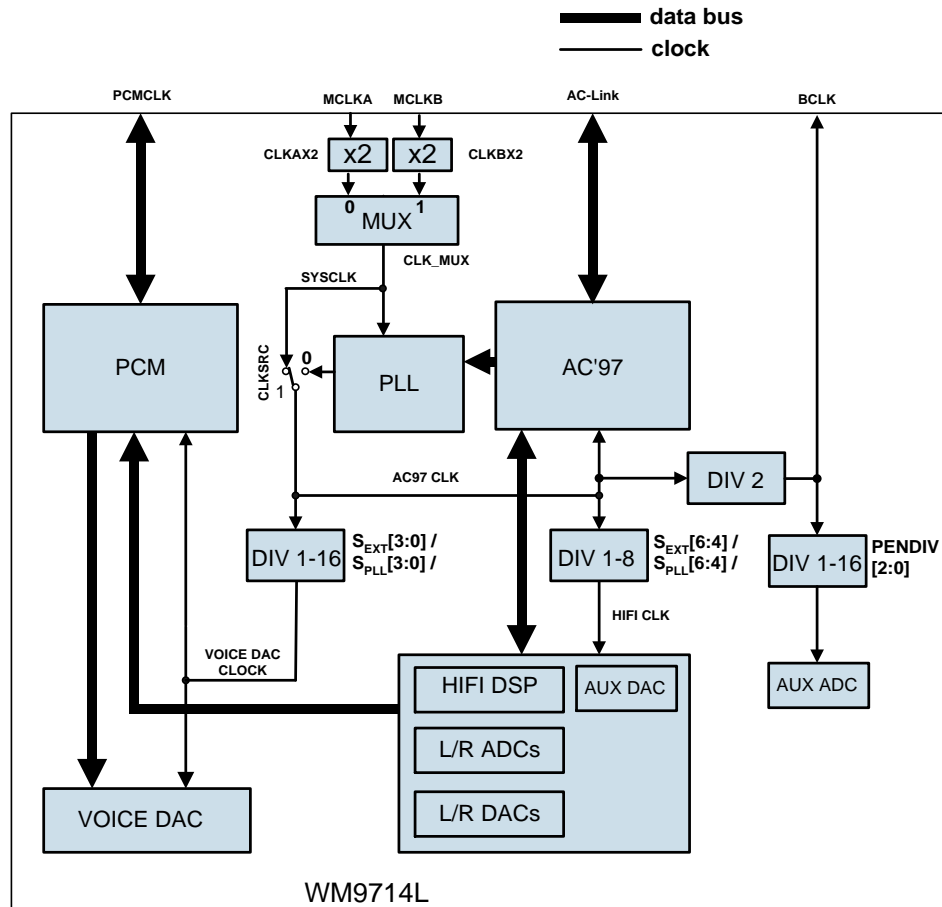 data bus
clock
PCMCLK
MCLKA
MCLKB
AC-Link
BCLK
CLKAX2
x2
x2
CLKBX2
0
1
MUX
CLK_MUX
SYSCLK
CLKSRC
0
1
PCM
PLL
AC'97
AC97 CLK
DIV 2
DIV 1-16
SEXT[3:0] /
SPLL[3:0] /
DIV 1-8
SEXT[6:4] /
SPLL[6:4] /
DIV 1-16
PENDIV
[2:0]
HIFI CLK
VOICE DAC
CLOCK
HIFI DSP
AUX DAC
AUX ADC
L/R ADCs
L/R DACs
VOICE DAC
WM9714L